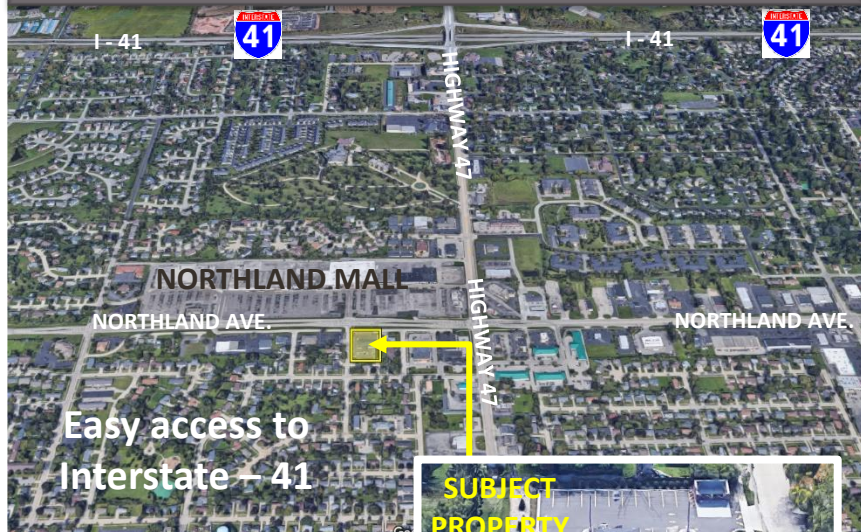 INTERSTATE
41
INTERSTATE
41
I - 41
I - 41
HIGHWAY 47
NORTHLAND MALL
HIGHWAY 47
NORTHLAND AVE.
NORTHLAND AVE.
Easy access to
Interstate – 41
SUBJECT
PROPERTY